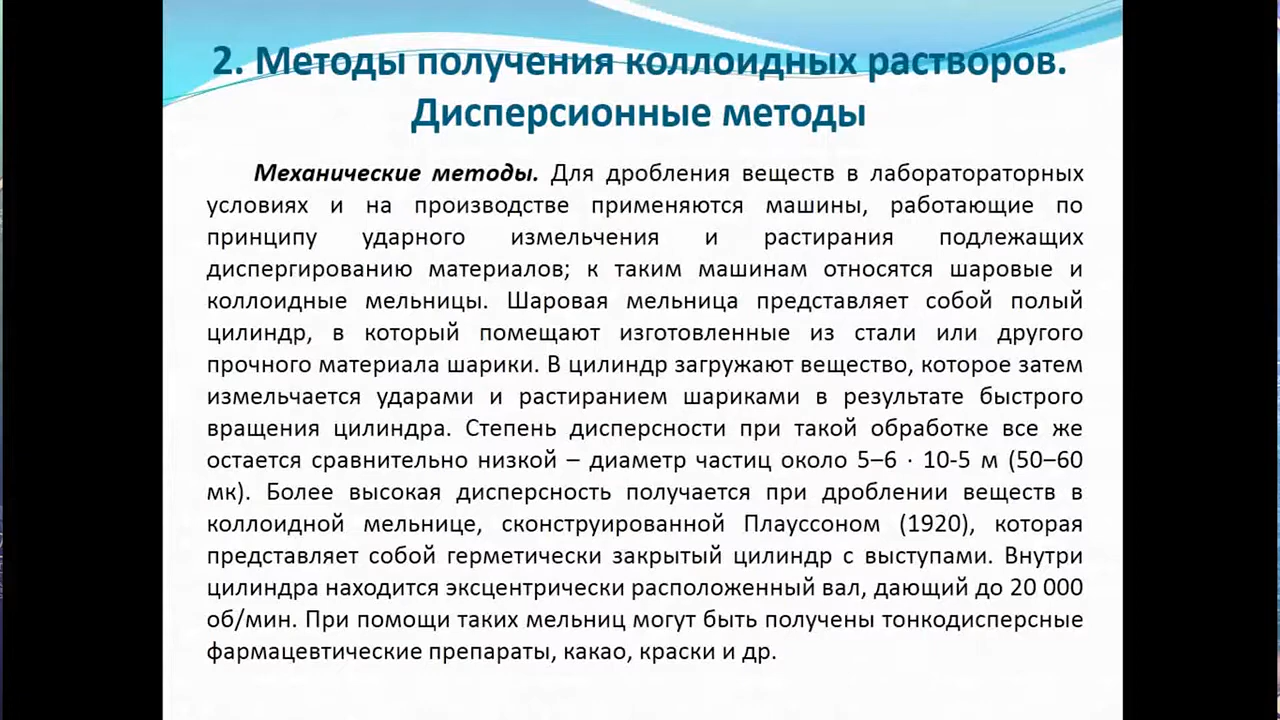 2. Методы получения коллоидных растворов.
Дисперсионные методы
Механические методы. Для дробления веществ в лаборатораторных
условиях и на производстве применяются машины, работающие по
принципу ударного измельчения и растирания подлежащих
диспергированию материалов; к таким машинам относятся шаровые и
коллоидные мельницы. Шаровая мельница представляет собой полый
цилиндр, в который помещают изготовленные из стали или другого
прочного материала шарики. В цилиндр загружают вещество, которое затем
измельчается ударами и растиранием шариками в результате быстрого
вращения цилиндра. Степень дисперсности при такой обработке все же
остается сравнительно низкой – диаметр частиц около 5–6 · 10-5 м (50–60
мк). Более высокая дисперсность получается при дроблении веществ в
коллоидной мельнице, сконструированной Плауссоном (1920), которая
представляет собой герметически закрытый цилиндр с выступами. Внутри
цилиндра находится эксцентрически расположенный вал, дающий до 20 000
об/мин. При помощи таких мельниц могут быть получены тонкодисперсные
фармацевтические препараты, какао, краски и др.